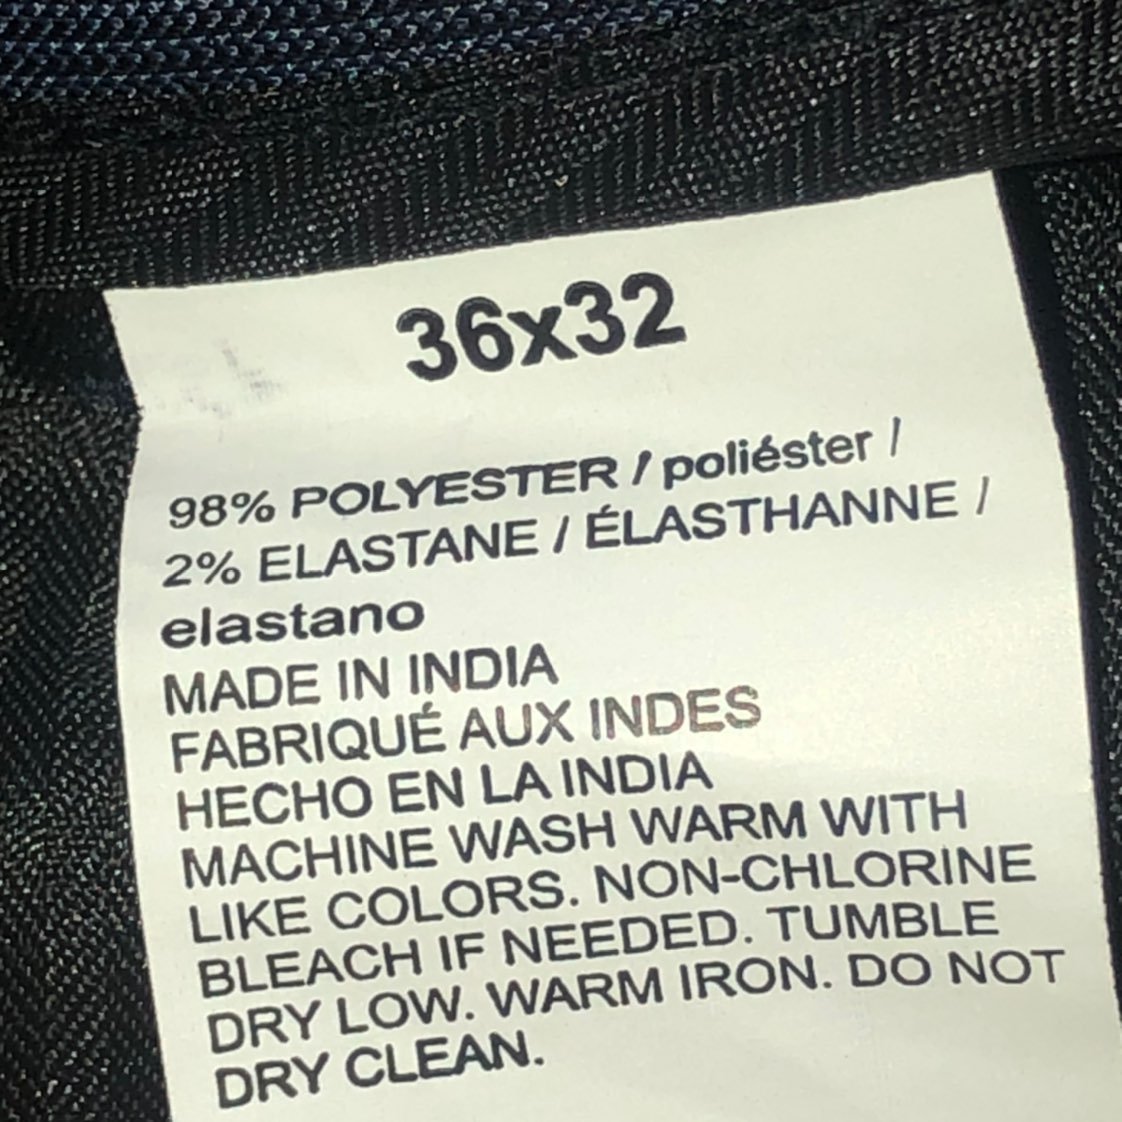 36x32
98% POLYESTER / poliéster /
2% ELASTANE / ÉLASTHANNE /
elastano
MADE IN INDIA
FABRIQUÉ AUX INDES
HECHO EN LA INDIA
MACHINE WASH WARM WITH
LIKE COLORS. NON-CHLORINE
BLEACH IF NEEDED. TUMBLE
DRY LOW. WARM IRON. DO NOT
DRY CLEAN.